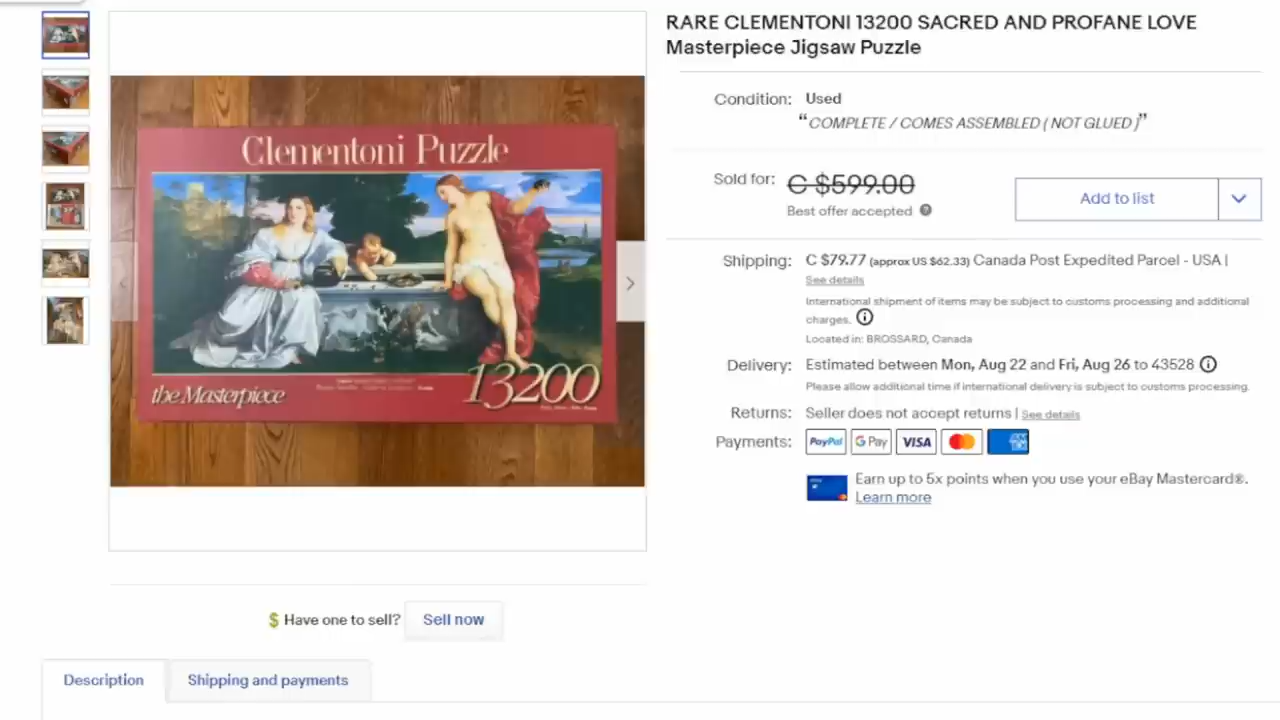 RARE CLEMENTONI 13200 SACRED AND PROFANE LOVE
Masterpiece Jigsaw Puzzle
Condition: Used
“COMPLETE / COMES ASSEMBLED ( NOT GLUED )”
Sold for: C $599.00
Best offer accepted
Add to list
Shipping: C $79.77 (approx US $62.33) Canada Post Expedited Parcel - USA |
See details
International shipment of items may be subject to customs processing and additional
charges.
Located in: BROSSARD, Canada
Delivery: Estimated between Mon, Aug 22 and Fri, Aug 26 to 43528
Please allow additional time if international delivery is subject to customs processing.
Returns: Seller does not accept returns | See details
Payments: PayPal G Pay VISA
Earn up to 5x points when you use your eBay Mastercard®.
Learn more
Clementoni Puzzle
the Masterpiece
13200
$ Have one to sell? Sell now
Description
Shipping and payments